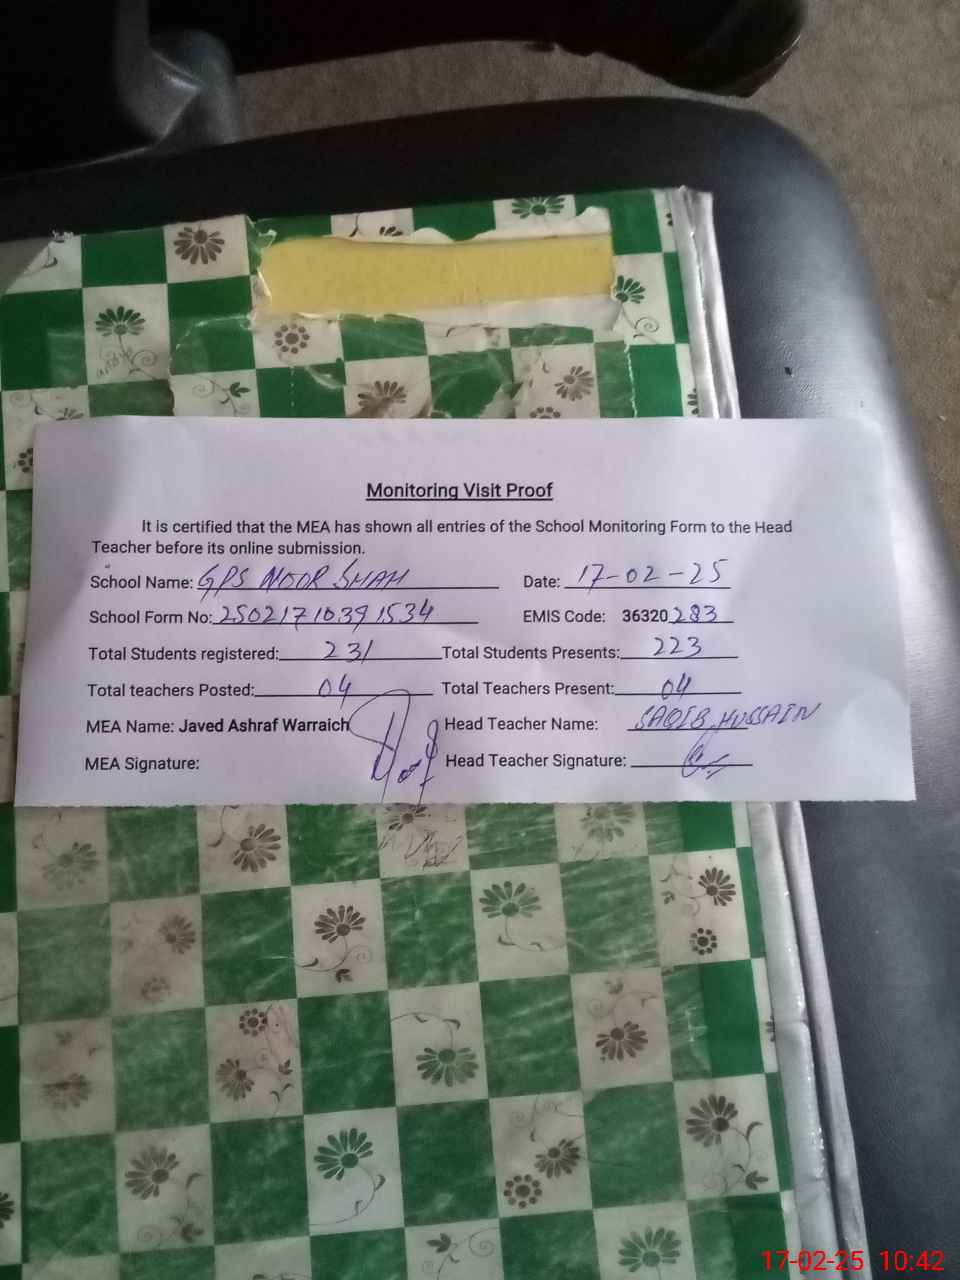 Monitoring Visit Proof
It is certified that the MEA has shown all entries of the School Monitoring Form to the Head
Teacher before its online submission.
School Name: GPS NOOR SHAH Date: 17-02-25
School Form No: 25021710391534 EMIS Code: 36320283
Total Students registered: 231 Total Students Presents: 223
Total teachers Posted: 04 Total Teachers Present: 04
MEA Name: Javed Ashraf Warraich Head Teacher Name: SAQIB HUSSAIN
MEA Signature: Head Teacher Signature:
17-02-25 10:42